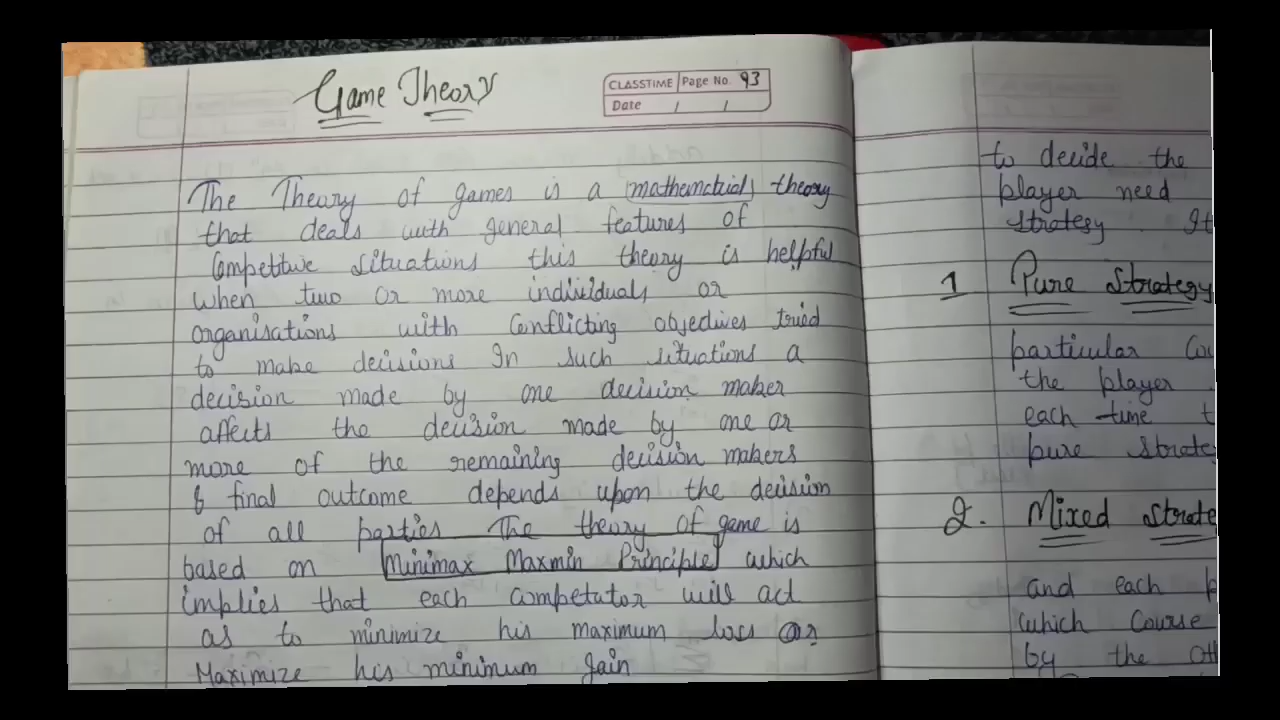 Game Theory
CLASSTIME Page No. 93
Date / /
The Theory of games is a mathematical theory
that deals with general features of
Competitive situations this theory is helpful
when two or more individuals or
organisations with conflicting objectives tried
to make decisions In such situations a
decision made by one decision maker
affects the decision made by one or
more of the remaining decision makers
& final outcome depends upon the decision
of all parties The theory of game is
based on Minimax Maxmin Principle which
implies that each competator will act
as to minimize his maximum loss or
Maximize his minimum gain
to decide the
player need
strategy. It
1 Pure Strategy
particular Cou
the player
each time t
pure strate
2. Mixed Strate
and each p
which Course
by the oth